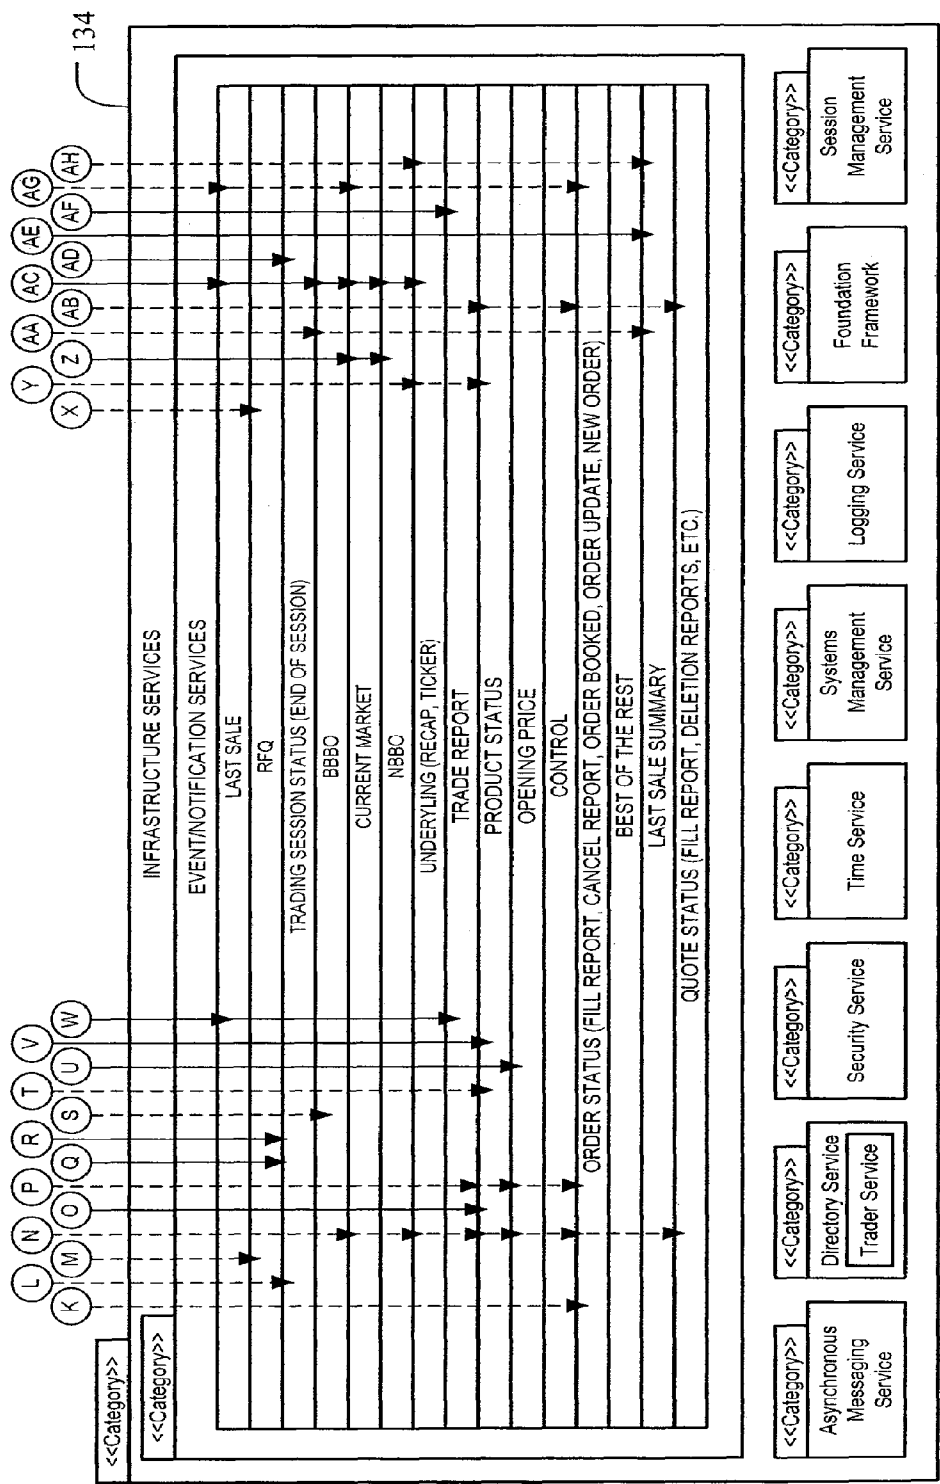 134
L
N
P
R
T
V
Y
AA
AC
AE
AG
K
M
O
Q
S
U
W
X
Z
AB
AD
AF
AH
<<Category>>
INFRASTRUCTURE SERVICES
<<Category>>
EVENT/NOTIFICATION SERVICES
LAST SALE
RFQ
TRADING SESSION STATUS (END OF SESSION)
BBBO
CURRENT MARKET
NBBO
UNDERYLING (RECAP, TICKER)
TRADE REPORT
PRODUCT STATUS
OPENING PRICE
CONTROL
ORDER STATUS (FILL REPORT, CANCEL REPORT, ORDER BOOKED, ORDER UPDATE, NEW ORDER)
BEST OF THE REST
LAST SALE SUMMARY
QUOTE STATUS (FILL REPORT, DELETION REPORTS, ETC.)
<<Category>>
Asynchronous
Messaging
Service
<<Category>>
Directory Service
Trader Service
<<Category>>
Security Service
<<Category>>
Time Service
<<Category>>
Systems
Management
Service
<<Category>>
Logging Service
<<Category>>
Foundation
Framework
<<Category>>
Session
Management
Service